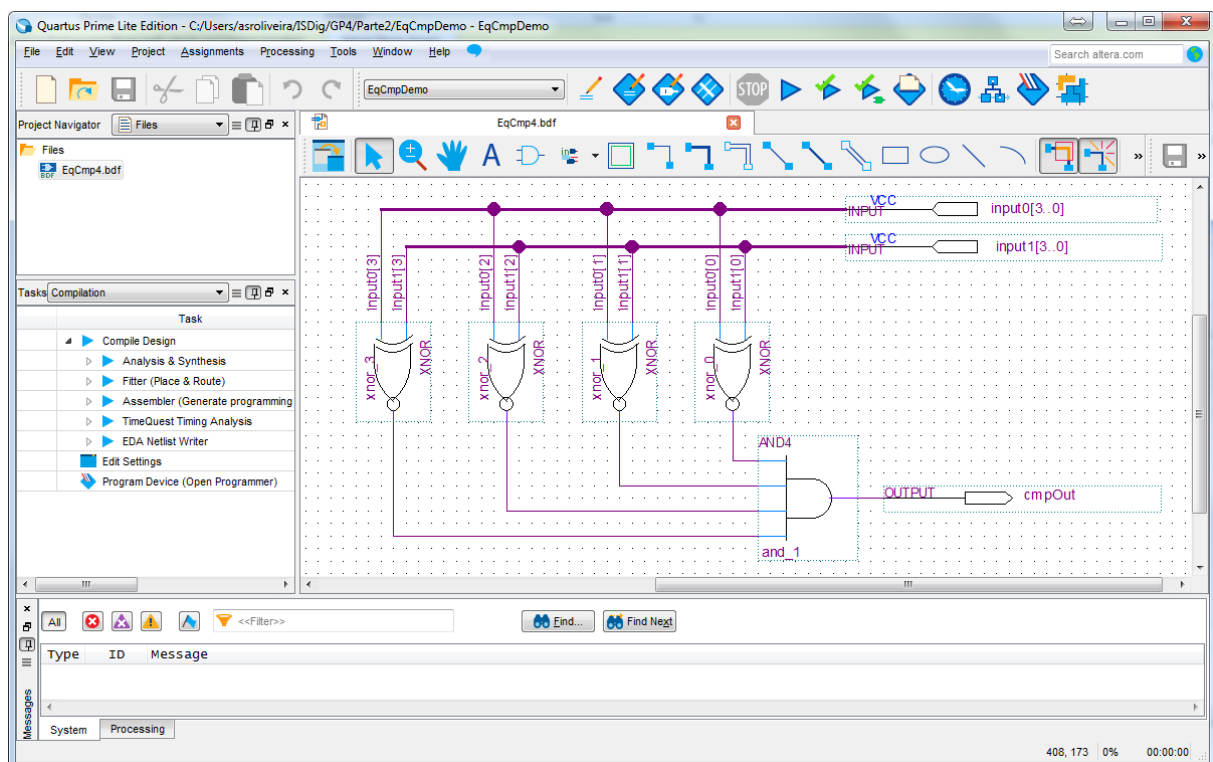 Quartus Prime Lite Edition - C:/Users/asroliveira/ISDig/GP4/Parte2/EqCmpDemo - EqCmpDemo
File Edit View Project Assignments Processing Tools Window Help
Search altera.com
EqCmpDemo
STOP
Project Navigator Files
EqCmp4.bdf
Files
BDF EqCmp4.bdf
A
VCC
INPUT input0[3..0]
VCC
INPUT input1[3..0]
input0[3] input1[3] input0[2] input1[2] input0[1] input1[1] input0[0] input1[0]
xnor_3 XNOR xnor_2 XNOR xnor_1 XNOR xnor_0 XNOR
AND4
OUTPUT cmpOut
and_1
Tasks Compilation
Task
Compile Design
Analysis & Synthesis
Fitter (Place & Route)
Assembler (Generate programming
TimeQuest Timing Analysis
EDA Netlist Writer
Edit Settings
Program Device (Open Programmer)
All <<Filter>> Find... Find Next
Type ID Message
Messages
System Processing
408, 173 0% 00:00:00